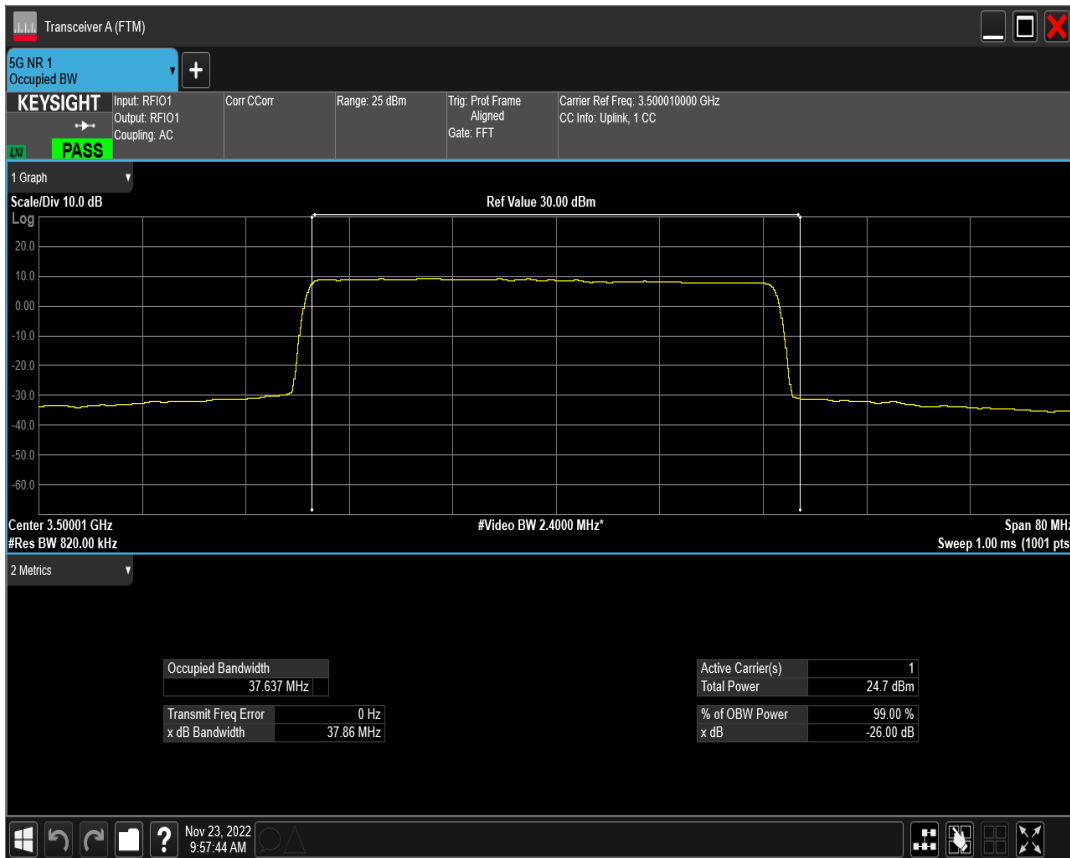 Transceiver A (FTM)
5G NR 1
Occupied BW
+
KEYSIGHT
LXI
PASS
Input: RFIO1
Output: RFIO1
Coupling: AC
Corr CCorr
Range: 25 dBm
Trig: Prot Frame
Aligned
Gate: FFT
Carrier Ref Freq: 3.500010000 GHz
CC Info: Uplink, 1 CC
1 Graph
Scale/Div 10.0 dB
Ref Value 30.00 dBm
Log
20.0
10.0
0.00
-10.0
-20.0
-30.0
-40.0
-50.0
-60.0
Center 3.50001 GHz
#Video BW 2.4000 MHz*
Span 80 MHz
#Res BW 820.00 kHz
Sweep 1.00 ms (1001 pts
2 Metrics
Occupied Bandwidth
37.637 MHz
Transmit Freq Error 0 Hz
x dB Bandwidth 37.86 MHz
Active Carrier(s) 1
Total Power 24.7 dBm
% of OBW Power 99.00 %
x dB -26.00 dB
?
Nov 23, 2022
9:57:44 AM